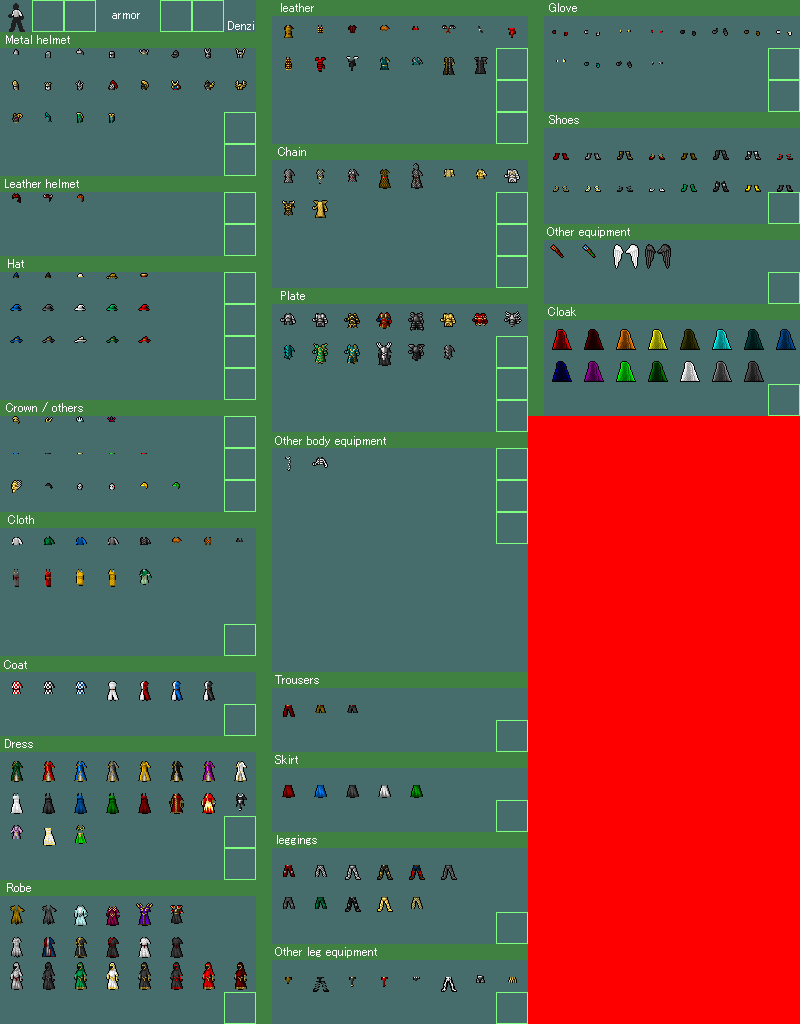 armor
Denzi
Metal helmet
Leather helmet
Hat
Crown / others
Cloth
Coat
Dress
Robe
leather
Chain
Plate
Other body equipment
Trousers
Skirt
leggings
Other leg equipment
Glove
Shoes
Other equipment
Cloak